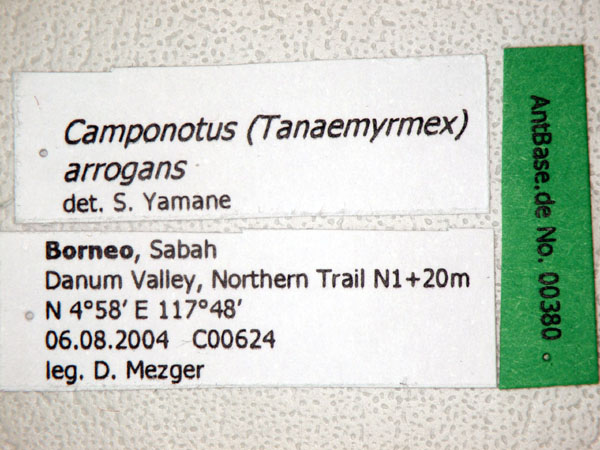 Camponotus (Tanaemyrmex)
arrogans
det. S. Yamane
Borneo, Sabah
Danum Valley, Northern Trail N1+20m
N 4°58′ E 117°48′
06.08.2004 C00624
leg. D. Mezger
AntBase.de No. 00380